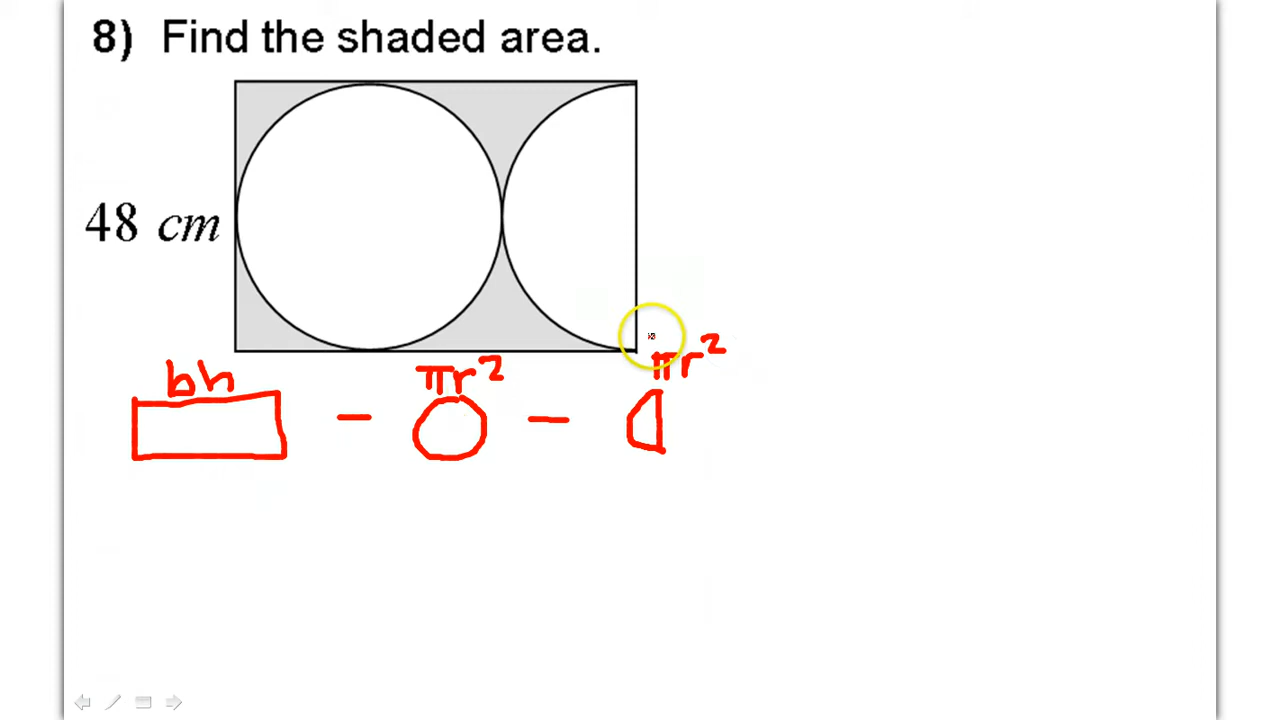 8) Find the shaded area.
48 cm
bh
πr²
πr²